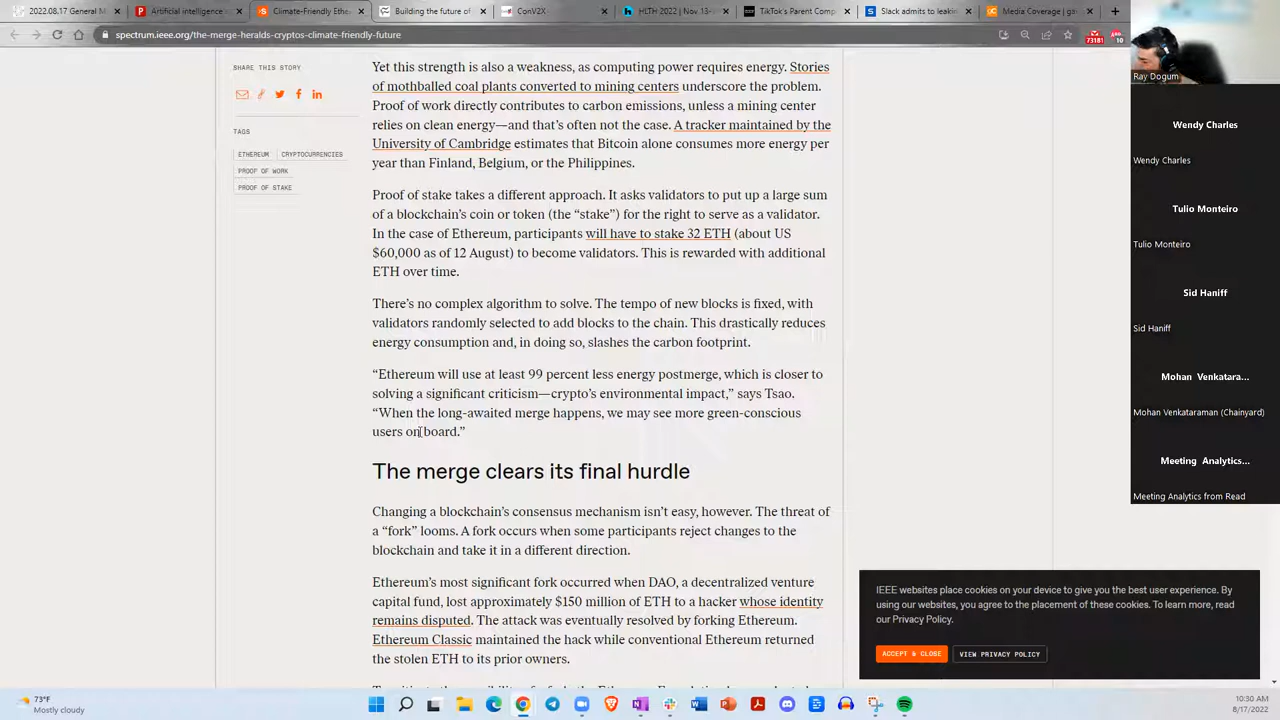 2022.08.17 General Meeting
Artificial intelligence
Climate-Friendly Ethe
ConV2X
HLTH 2022 | Nov 13-
TikTok's Parent Comp
Slack admits to leakin
Media Coverage | ga
spectrum.ieee.org/the-merge-heralds-cryptos-climate-friendly-future
73181
10
SHARE THIS STORY
TAGS
ETHEREUM
CRYPTOCURRENCIES
PROOF OF WORK
PROOF OF STAKE
Yet this strength is also a weakness, as computing power requires energy. Stories
of mothballed coal plants converted to mining centers underscore the problem.
Proof of work directly contributes to carbon emissions, unless a mining center
relies on clean energy—and that's often not the case. A tracker maintained by the
University of Cambridge estimates that Bitcoin alone consumes more energy per
year than Finland, Belgium, or the Philippines.
Proof of stake takes a different approach. It asks validators to put up a large sum
of a blockchain's coin or token (the “stake”) for the right to serve as a validator.
In the case of Ethereum, participants will have to stake 32 ETH (about US
$60,000 as of 12 August) to become validators. This is rewarded with additional
ETH over time.
There's no complex algorithm to solve. The tempo of new blocks is fixed, with
validators randomly selected to add blocks to the chain. This drastically reduces
energy consumption and, in doing so, slashes the carbon footprint.
“Ethereum will use at least 99 percent less energy postmerge, which is closer to
solving a significant criticism—crypto's environmental impact,” says Tsao.
“When the long-awaited merge happens, we may see more green-conscious
users on board.”
The merge clears its final hurdle
Changing a blockchain's consensus mechanism isn't easy, however. The threat of
a “fork” looms. A fork occurs when some participants reject changes to the
blockchain and take it in a different direction.
Ethereum's most significant fork occurred when DAO, a decentralized venture
capital fund, lost approximately $150 million of ETH to a hacker whose identity
remains disputed. The attack was eventually resolved by forking Ethereum.
Ethereum Classic maintained the hack while conventional Ethereum returned
the stolen ETH to its prior owners.
IEEE websites place cookies on your device to give you the best user experience. By
using our websites, you agree to the placement of these cookies. To learn more, read
our Privacy Policy.
ACCEPT & CLOSE
VIEW PRIVACY POLICY
Ray Dogum
Wendy Charles
Wendy Charles
Tulio Monteiro
Tulio Monteiro
Sid Haniff
Sid Haniff
Mohan Venkatara...
Mohan Venkataraman (Chainyard)
Meeting Analytics...
Meeting Analytics from Read
73°F
Mostly cloudy
10:30 AM
8/17/2022